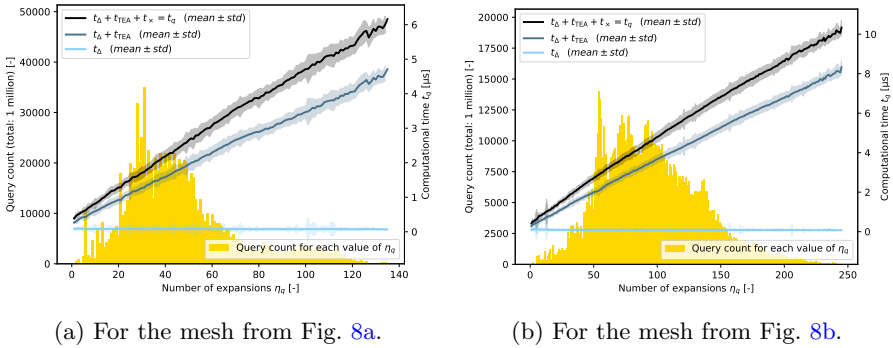 t_Δ + t_TEA + t_× = t_q (mean ± std)
t_Δ + t_TEA (mean ± std)
t_Δ (mean ± std)
Query count (total: 1 million) [-]
50000
40000
30000
20000
10000
0
6
5
4
3
2
1
0
Computational time t_q [μs]
Query count for each value of η_q
0 20 40 60 80 100 120 140
Number of expansions η_q [-]
(a) For the mesh from Fig. 8a.
t_Δ + t_TEA + t_× = t_q (mean ± std)
t_Δ + t_TEA (mean ± std)
t_Δ (mean ± std)
Query count (total: 1 million) [-]
20000
17500
15000
12500
10000
7500
5000
2500
0
10
8
6
4
2
0
Computational time t_q [μs]
Query count for each value of η_q
0 50 100 150 200 250
Number of expansions η_q [-]
(b) For the mesh from Fig. 8b.